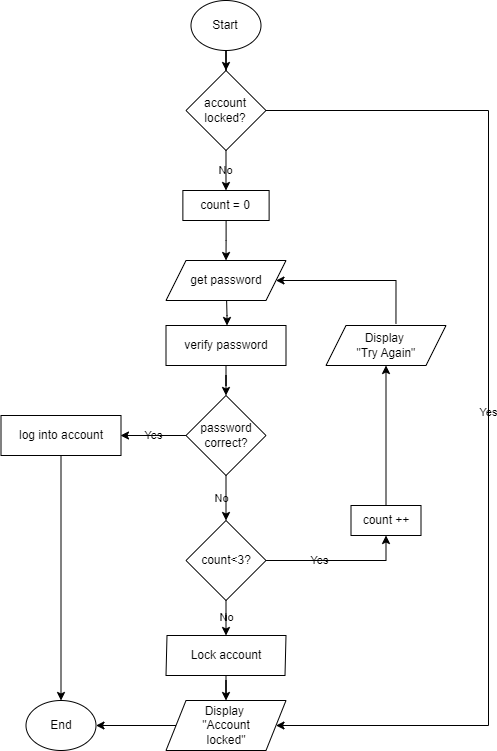 Start
account
locked?
No
count = 0
get password
Display
"Try Again"
verify password
Yes
password
correct?
Yes
log into account
No
count ++
count<3?
Yes
No
Lock account
Display
"Account
locked"
End